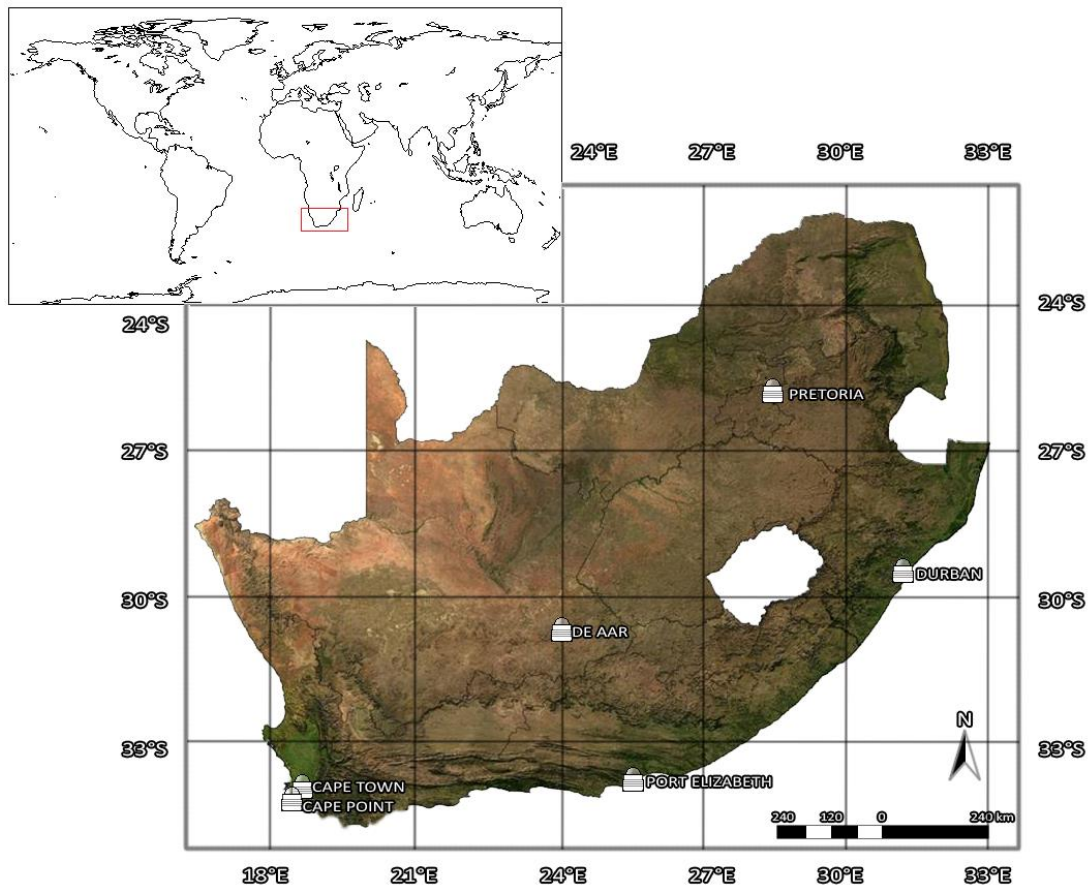 24°E 27°E 30°E 33°E
24°S 24°S
PRETORIA
27°S 27°S
DURBAN
30°S 30°S
DE AAR
N
33°S 33°S
PORT ELIZABETH
CAPE TOWN
CAPE POINT
240 120 0 240 km
18°E 21°E 24°E 27°E 30°E 33°E